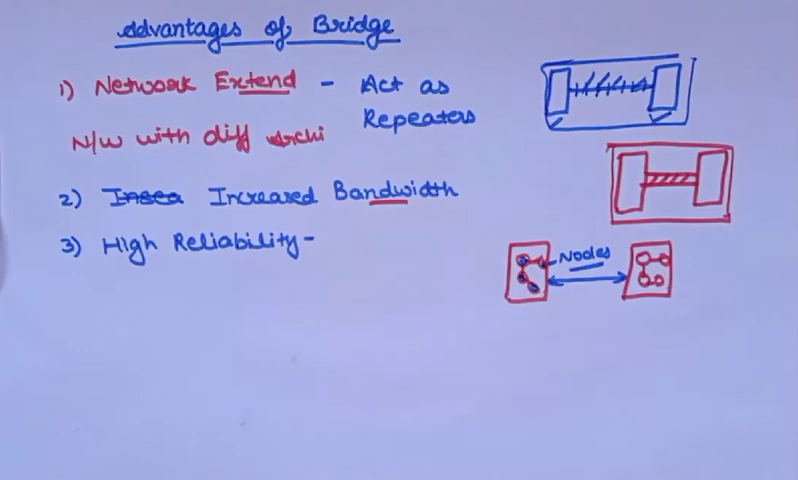 Advantages of Bridge
1) Network Extend - Act as
Repeaters
N/w with diff Archi
2) Increased Bandwidth
3) High Reliability -
Nodes